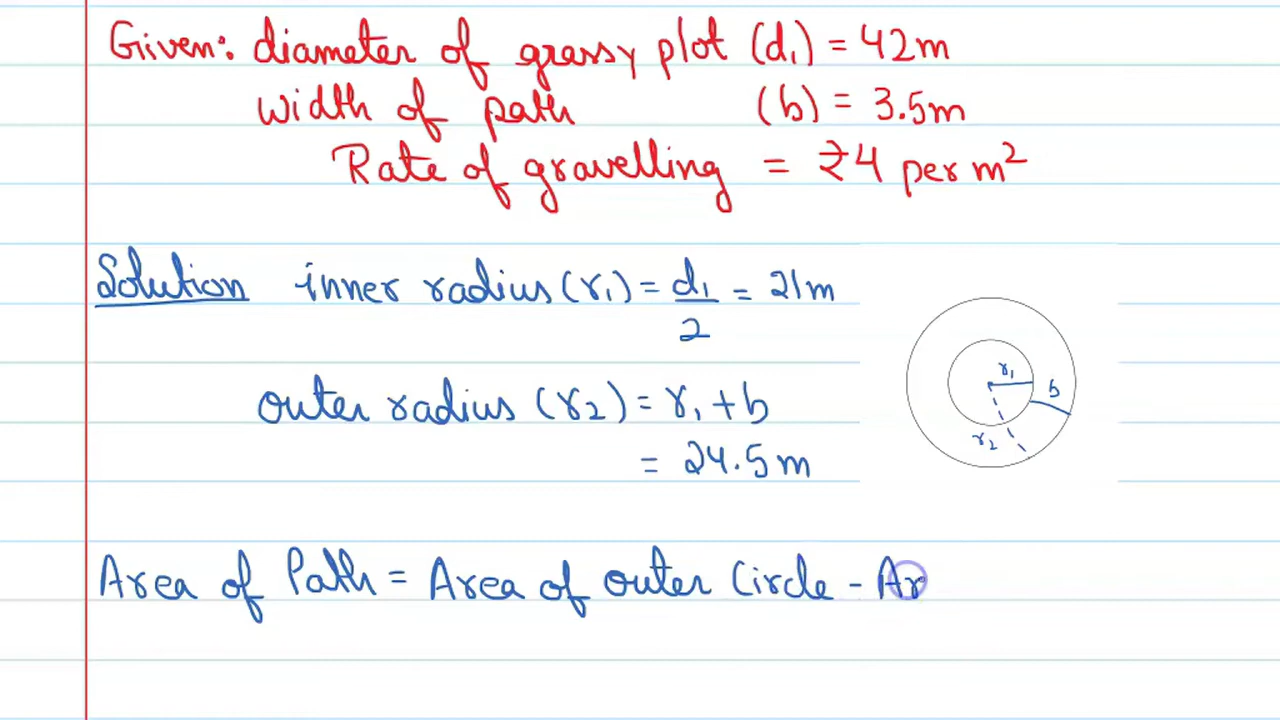 Given: diameter of grassy plot (d1) = 42m
width of path (b) = 3.5m
Rate of gravelling = ₹4 per m²
Solution inner radius (r1) = d1/2 = 21m
outer radius (r2) = r1 + b
= 24.5m
r1
b
r2
Area of Path = Area of outer Circle - Ar